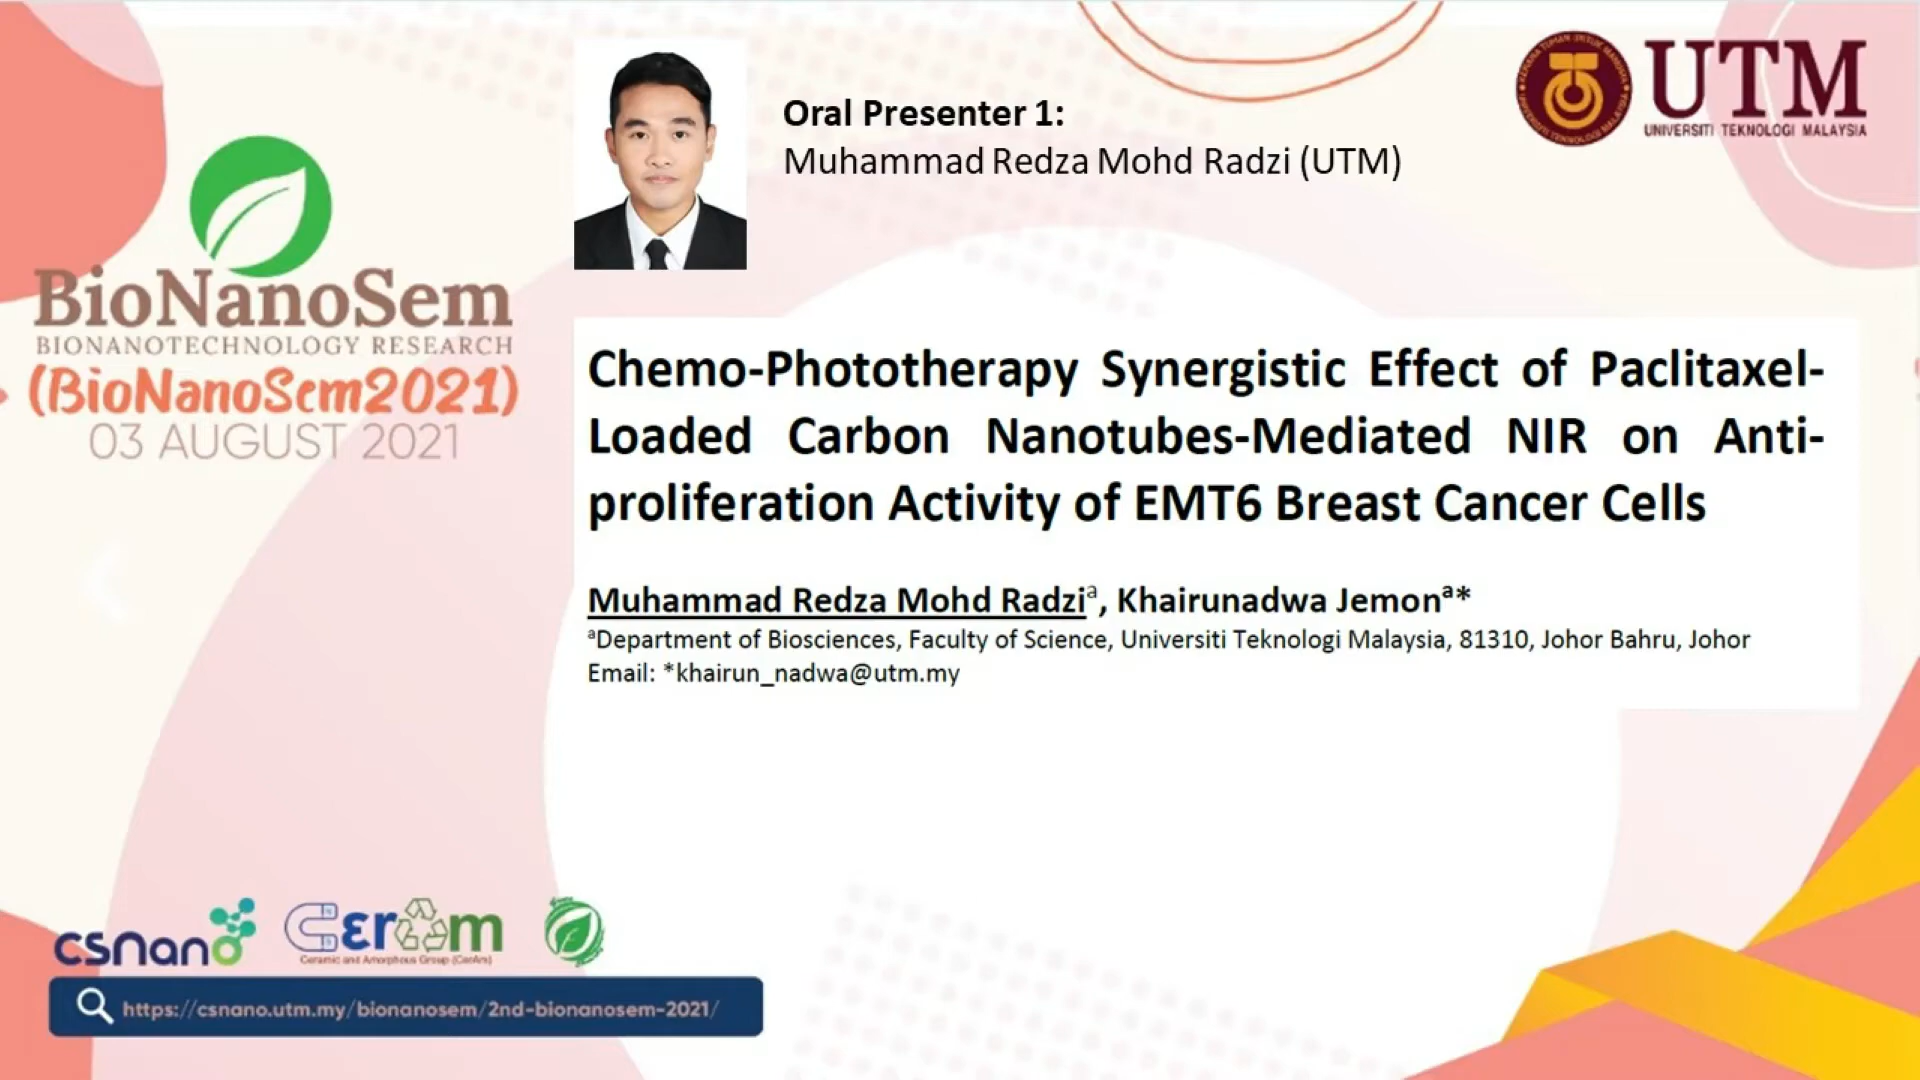 Oral Presenter 1:
Muhammad Redza Mohd Radzi (UTM)
UTM
UNIVERSITI TEKNOLOGI MALAYSIA
BioNanoSem
BIONANOTECHNOLOGY RESEARCH
(BioNanoSem2021)
03 AUGUST 2021
Chemo-Phototherapy Synergistic Effect of Paclitaxel-
Loaded Carbon Nanotubes-Mediated NIR on Anti-
proliferation Activity of EMT6 Breast Cancer Cells
Muhammad Redza Mohd Radziᵃ, Khairunadwa Jemonᵃ*
ᵃDepartment of Biosciences, Faculty of Science, Universiti Teknologi Malaysia, 81310, Johor Bahru, Johor
Email: *khairun_nadwa@utm.my
csnano
Ceram
Ceramic and Amorphous Group (CerAm)
https://csnano.utm.my/bionanosem/2nd-bionanosem-2021/